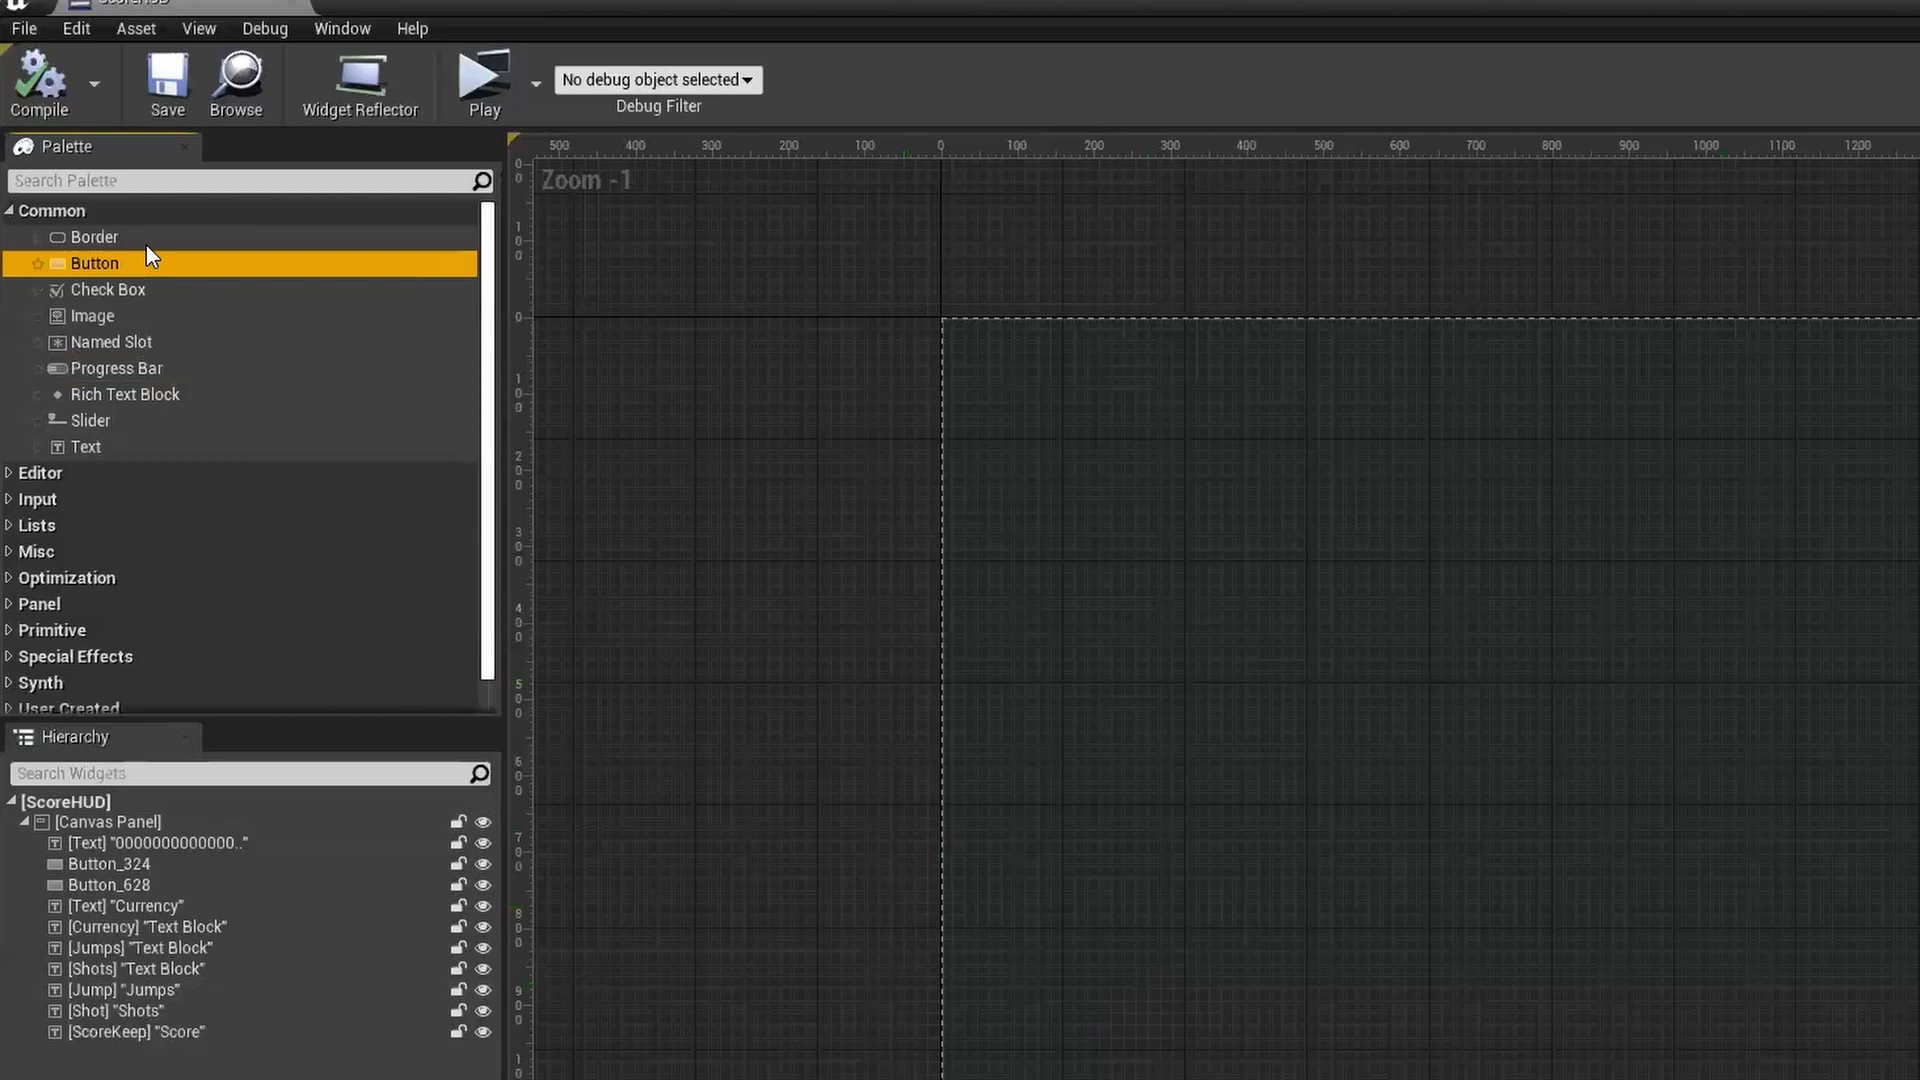 ScoreHUD
File Edit Asset View Debug Window Help
Compile Save Browse Widget Reflector Play No debug object selected
Debug Filter
Palette
Search Palette
Common
Border
Button
Check Box
Image
Named Slot
Progress Bar
Rich Text Block
Slider
Text
Editor
Input
Lists
Misc
Optimization
Panel
Primitive
Special Effects
Synth
User Created
Hierarchy
Search Widgets
[ScoreHUD]
[Canvas Panel]
[Text] "0000000000000.."
Button_324
Button_628
[Text] "Currency"
[Currency] "Text Block"
[Jumps] "Text Block"
[Shots] "Text Block"
[Jump] "Jumps"
[Shot] "Shots"
[ScoreKeep] "Score"
500 400 300 200 100 0 100 200 300 400 500 600 700 800 900 1000 1100 1200
Zoom -1
0
100
0
100
200
300
400
500
600
700
800
900